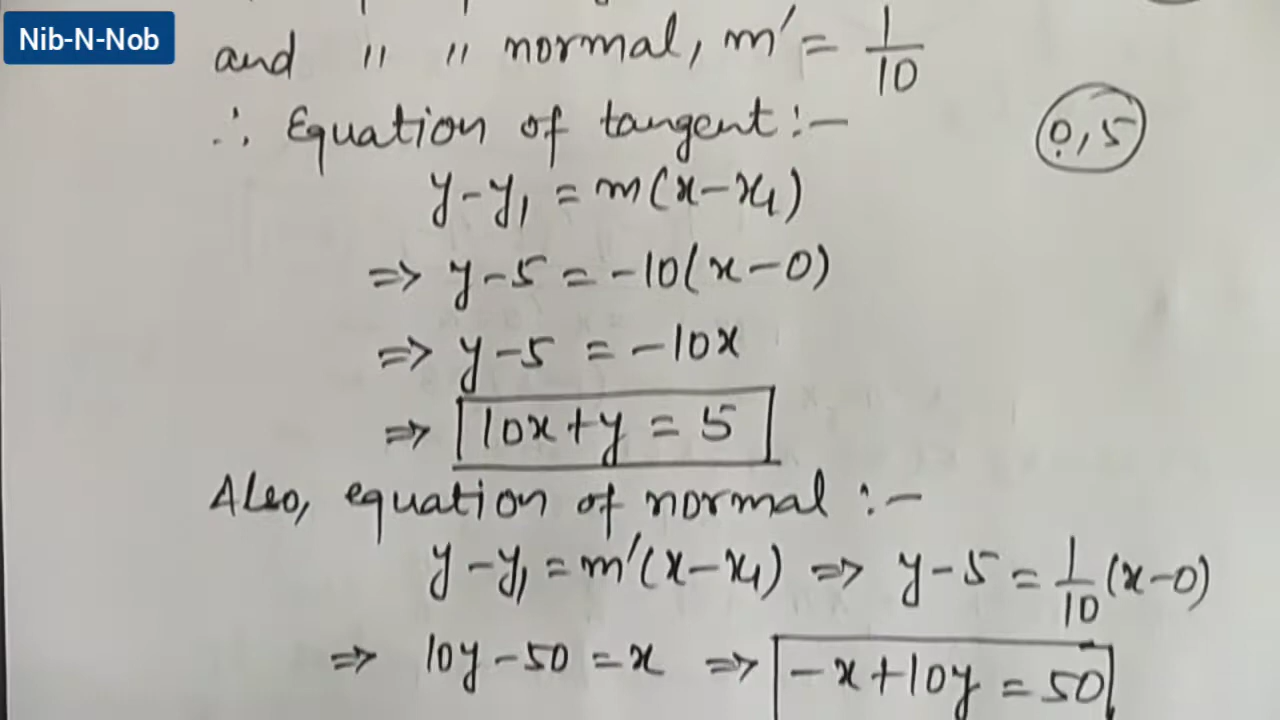 Nib-N-Nob
and " " normal, m' = 1/10
∴ Equation of tangent :-
0, 5
y - y₁ = m(x - x₁)
⇒ y - 5 = -10(x - 0)
⇒ y - 5 = -10x
⇒ 10x + y = 5
Also, equation of normal :-
y - y₁ = m'(x - x₁) ⇒ y - 5 = 1/10 (x - 0)
⇒ 10y - 50 = x ⇒ -x + 10y = 50